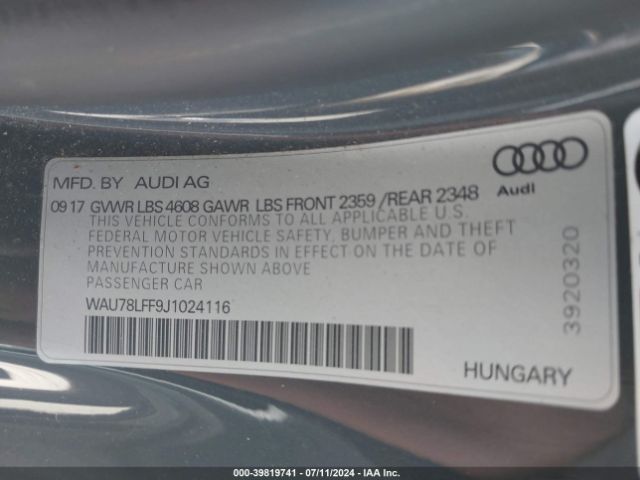 MFD. BY AUDI AG
Audi
09 17 GVWR LBS 4608 GAWR LBS FRONT 2359 /REAR 2348
THIS VEHICLE CONFORMS TO ALL APPLICABLE U.S.
FEDERAL MOTOR VEHICLE SAFETY, BUMPER AND THEFT
PREVENTION STANDARDS IN EFFECT ON THE DATE OF
MANUFACTURE SHOWN ABOVE
PASSENGER CAR
WAU78LFF9J1024116
3920320
HUNGARY
000-39819741 - 07/11/2024 - IAA Inc.